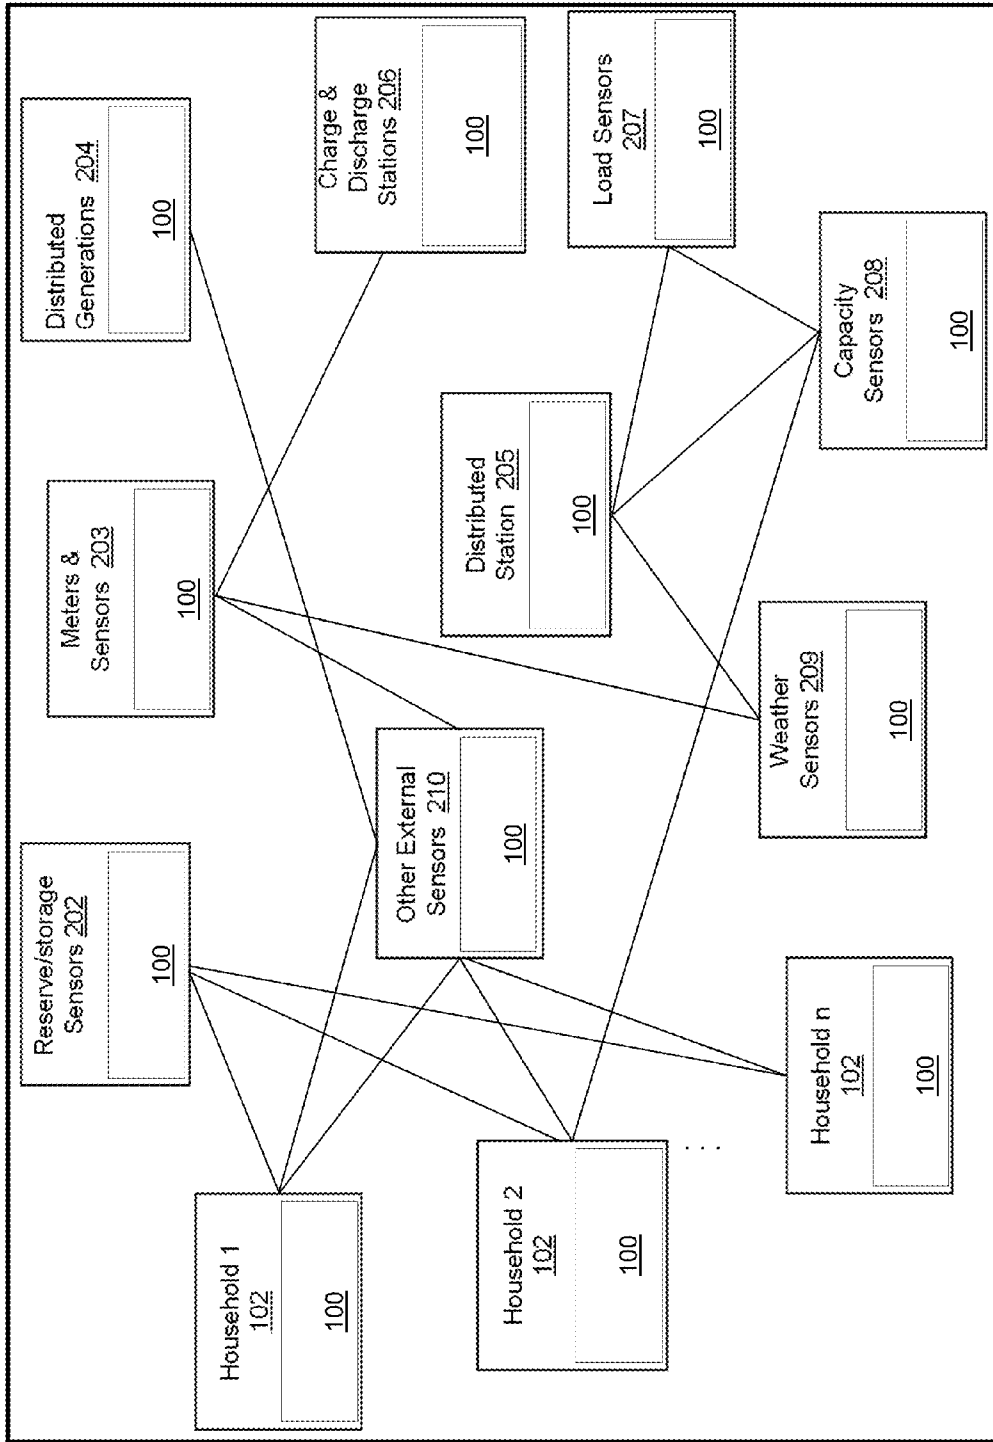 Reserve/storage
Sensors 202
100
Meters &
Sensors 203
100
Distributed
Generations 204
100
Household 1
102
100
Other External
Sensors 210
100
Charge &
Discharge
Stations 206
100
Household 2
102
100
Distributed
Station 205
100
Load Sensors
207
100
. . .
Household n
102
100
Weather
Sensors 209
100
Capacity
Sensors 208
100